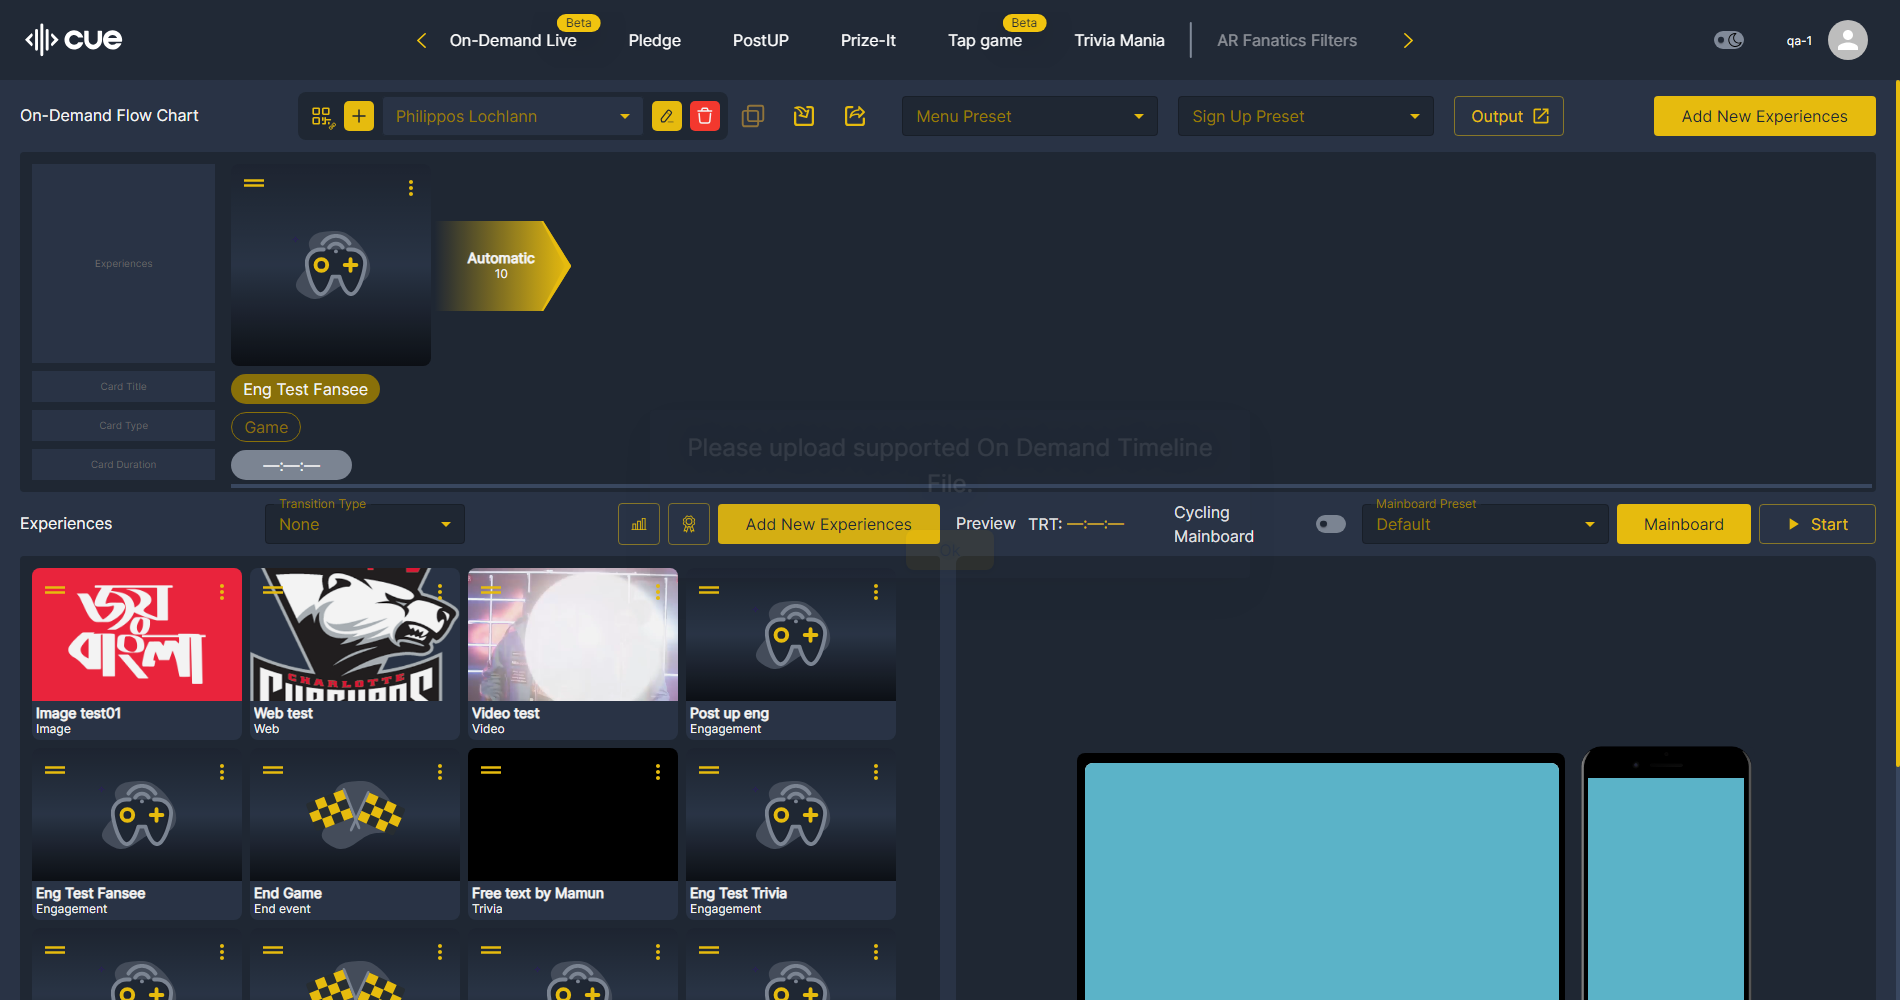 cue
On-Demand Live
Beta
Pledge
PostUP
Prize-It
Tap game
Beta
Trivia Mania
AR Fanatics Filters
qa-1
On-Demand Flow Chart
Philippos Lochlann
Menu Preset
Sign Up Preset
Output
Add New Experiences
Experiences
Automatic
10
Card Title
Eng Test Fansee
Card Type
Game
Card Duration
—:—:—
Please upload supported On Demand Timeline
File.
Ok
Experiences
Transition Type
None
Add New Experiences
Preview
TRT: —:—:—
Cycling
Mainboard
Mainboard Preset
Default
Mainboard
Start
জয়
বাংলা
CHARLOTTE
Image test01
Image
Web test
Web
Video test
Video
Post up eng
Engagement
Eng Test Fansee
Engagement
End Game
End event
Free text by Mamun
Trivia
Eng Test Trivia
Engagement